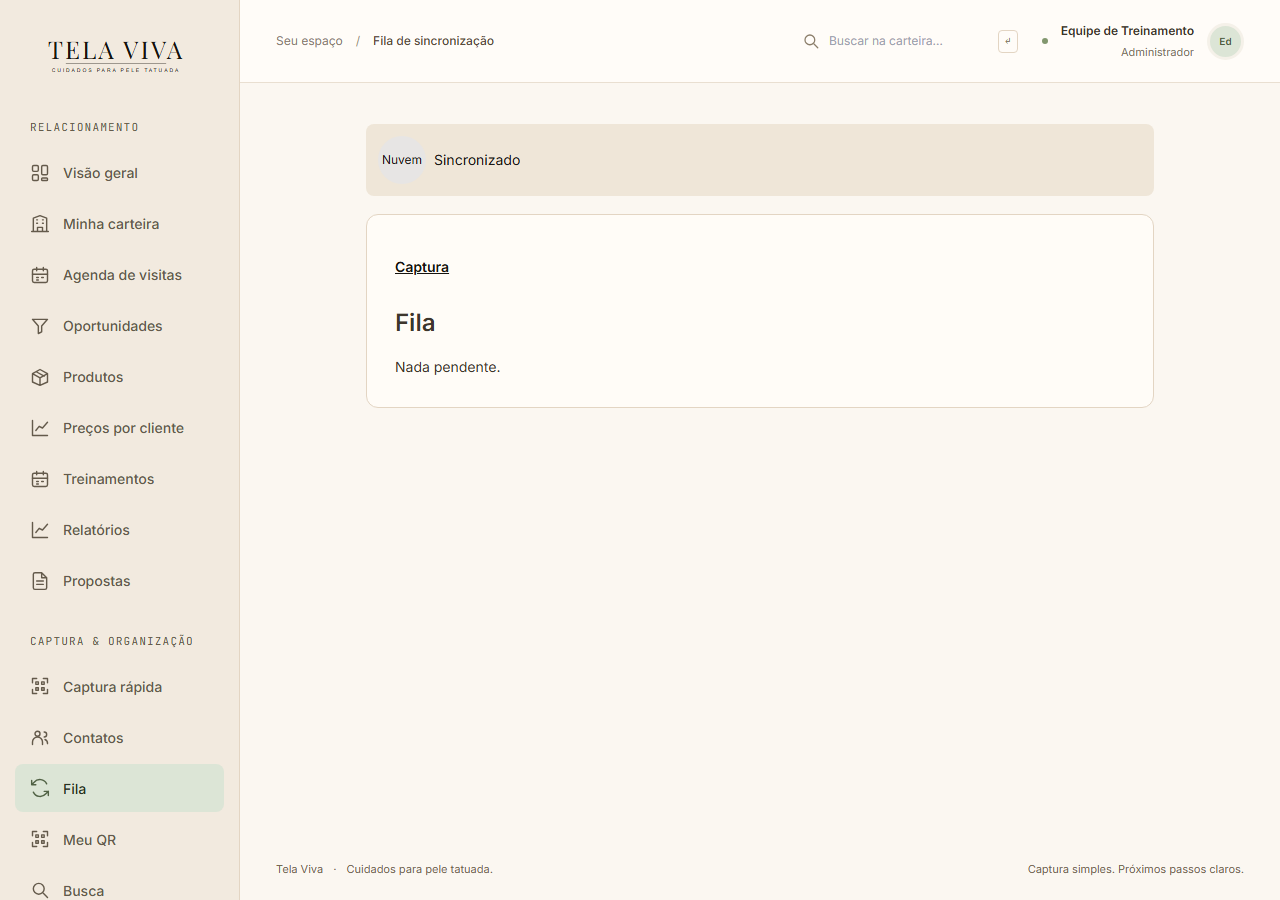 TELA VIVA
CUIDADOS PARA PELE TATUADA
RELACIONAMENTO
Visão geral
Minha carteira
Agenda de visitas
Oportunidades
Produtos
Preços por cliente
Treinamentos
Relatórios
Propostas
CAPTURA & ORGANIZAÇÃO
Captura rápida
Contatos
Fila
Meu QR
Busca
Seu espaço / Fila de sincronização
Buscar na carteira...
↵
Equipe de Treinamento
Administrador
Ed
Nuvem Sincronizado
Captura
Fila
Nada pendente.
Tela Viva · Cuidados para pele tatuada.
Captura simples. Próximos passos claros.